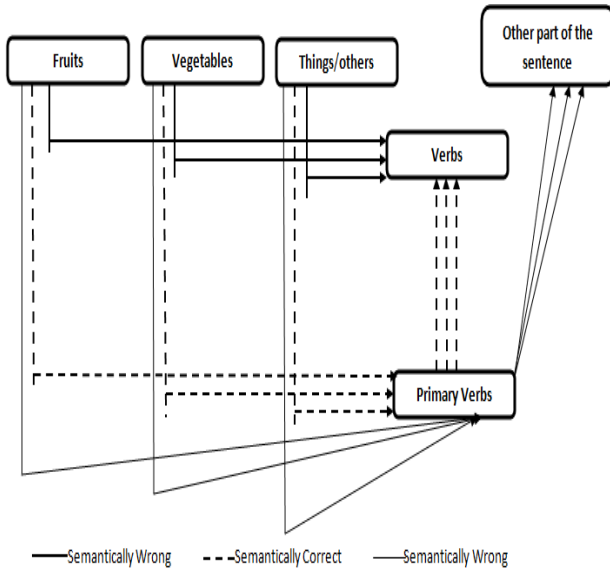 Fruits
Vegetables
Things/others
Other part of the
sentence
Verbs
Primary Verbs
Semantically Wrong
Semantically Correct
Semantically Wrong